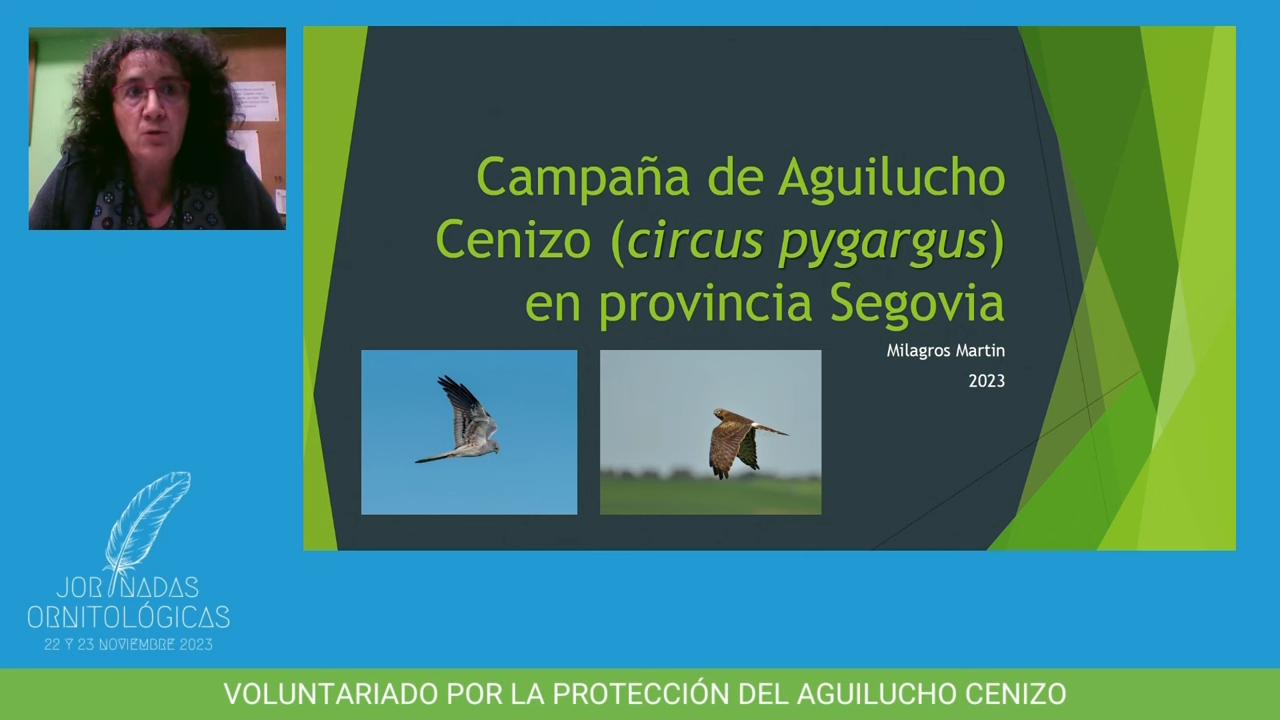 Campaña de Aguilucho
Cenizo (circus pygargus)
en provincia Segovia
Milagros Martin
2023
JORNADAS
ORNITOLÓGICAS
22 Y 23 NOVIEMBRE 2023
VOLUNTARIADO POR LA PROTECCIÓN DEL AGUILUCHO CENIZO